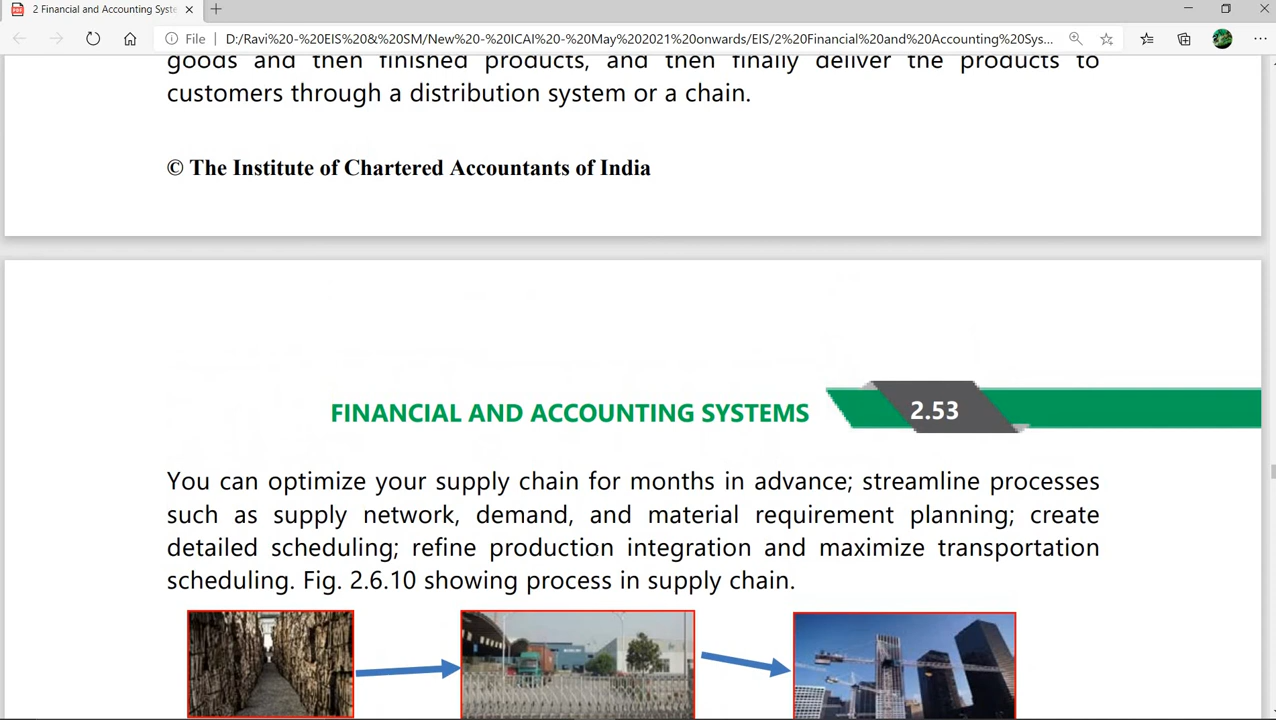 2 Financial and Accounting Syste
File
D:/Ravi%20-%20EIS%20&%20SM/New%20-%20ICAI%20-%20May%202021%20onwards/EIS/2%20Financial%20and%20Accounting%20Sys...
goods and then finished products, and then finally deliver the products to
customers through a distribution system or a chain.
© The Institute of Chartered Accountants of India
FINANCIAL AND ACCOUNTING SYSTEMS
2.53
You can optimize your supply chain for months in advance; streamline processes
such as supply network, demand, and material requirement planning; create
detailed scheduling; refine production integration and maximize transportation
scheduling. Fig. 2.6.10 showing process in supply chain.